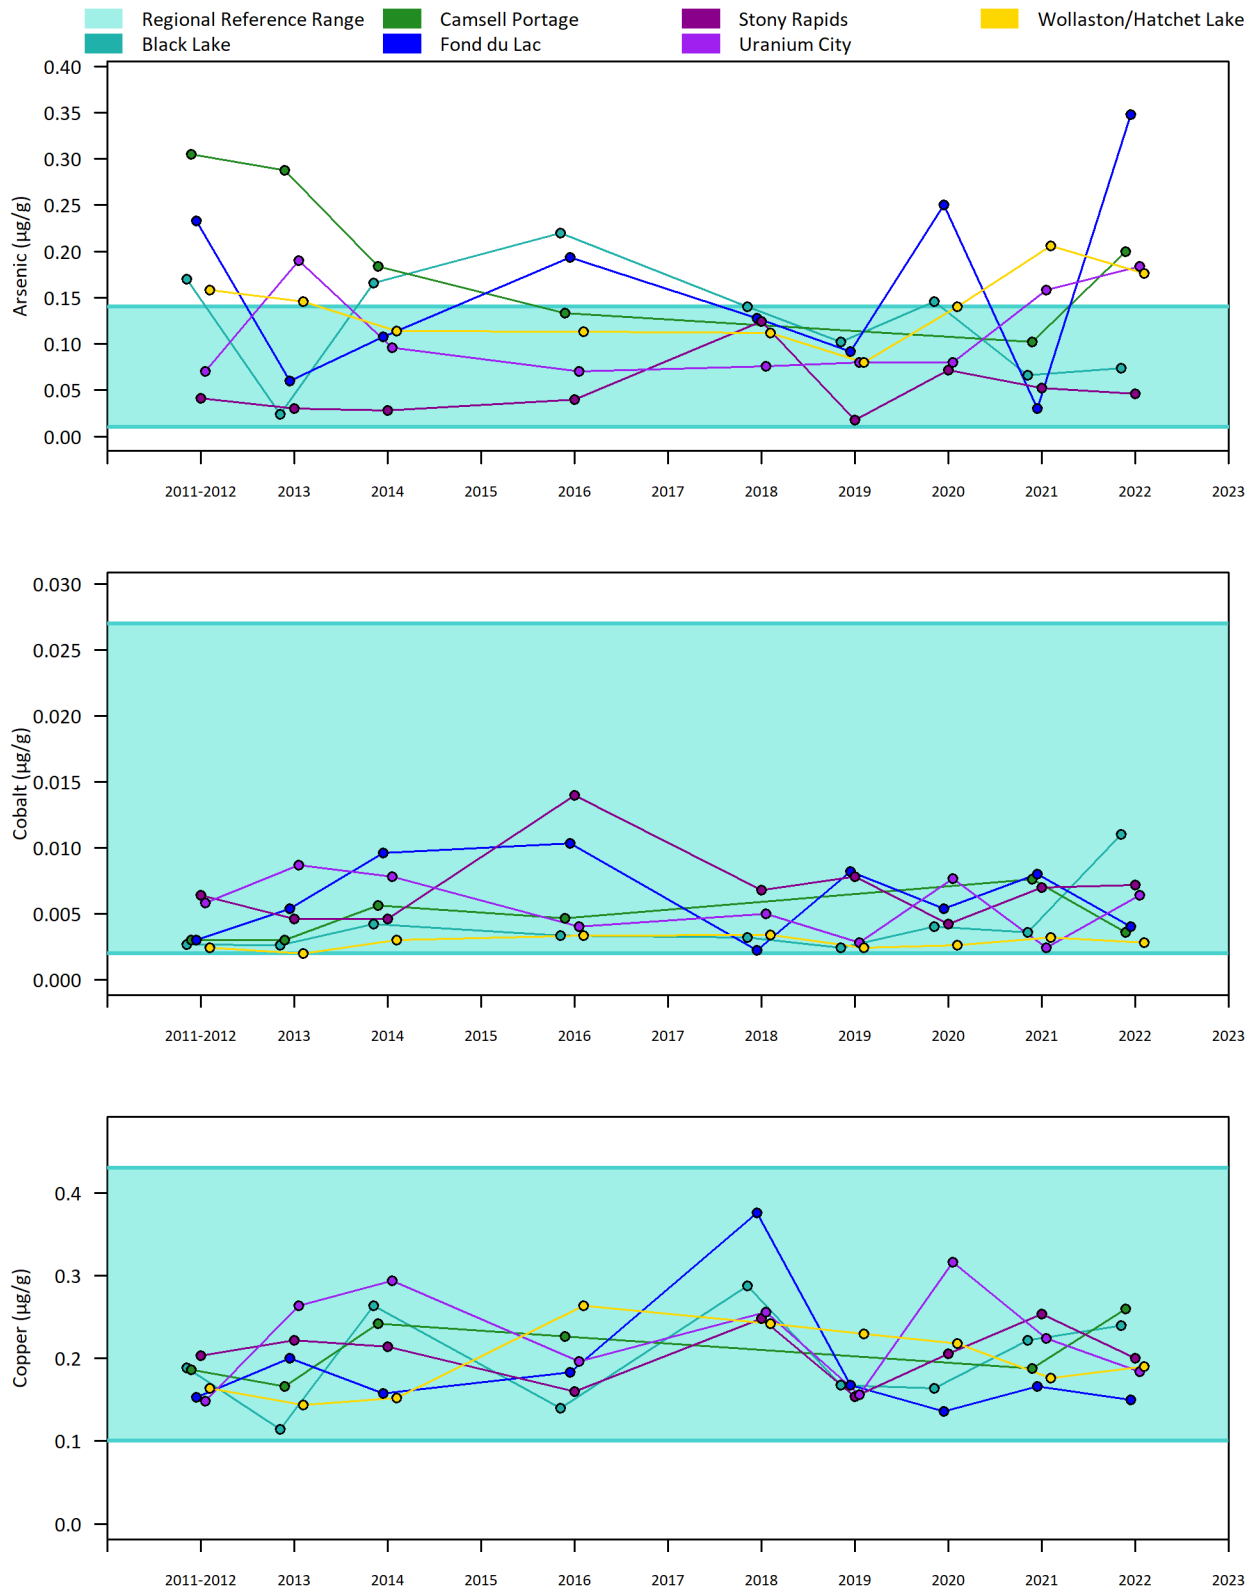 Regional Reference Range Camsell Portage Stony Rapids Wollaston/Hatchet Lake
Black Lake Fond du Lac Uranium City
0.40
0.35
0.30
0.25
0.20
0.15
0.10
0.05
0.00
Arsenic (µg/g)
2011-2012 2013 2014 2015 2016 2017 2018 2019 2020 2021 2022 2023
0.030
0.025
0.020
0.015
0.010
0.005
0.000
Cobalt (µg/g)
2011-2012 2013 2014 2015 2016 2017 2018 2019 2020 2021 2022 2023
0.4
0.3
0.2
0.1
0.0
Copper (µg/g)
2011-2012 2013 2014 2015 2016 2017 2018 2019 2020 2021 2022 2023